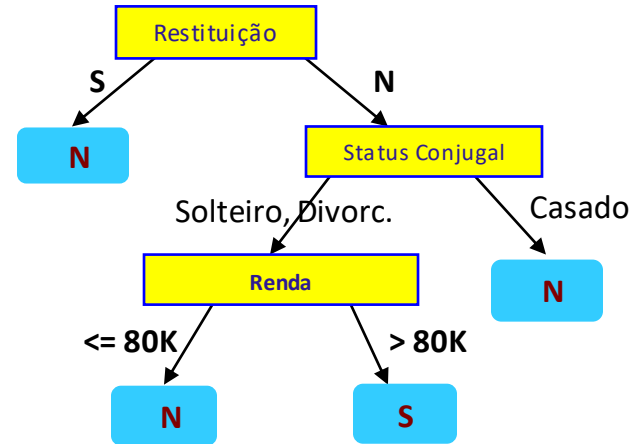 Restituição
S
N
N
Status Conjugal
Solteiro, Divorc.
Casado
Renda
N
<= 80K
> 80K
N
S